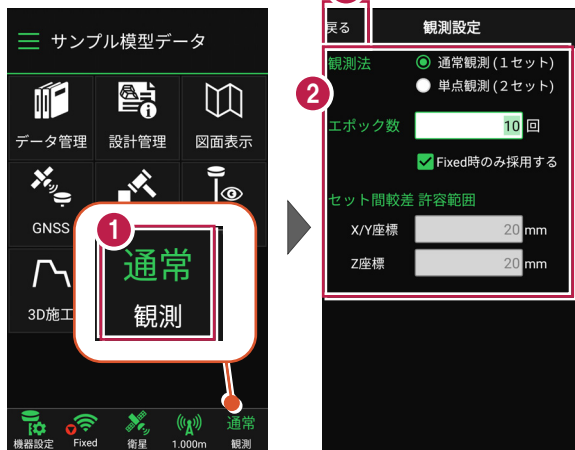 サンプル模型データ
データ管理
設計管理
図面表示
GNSS
3D施工
1
通常
観測
機器設定
Fixed
衛星
1.000m
通常
観測
戻る
観測設定
2
観測法
通常観測(1セット)
単点観測(2セット)
エポック数
10 回
Fixed時のみ採用する
セット間較差 許容範囲
X/Y座標
20 mm
Z座標
20 mm